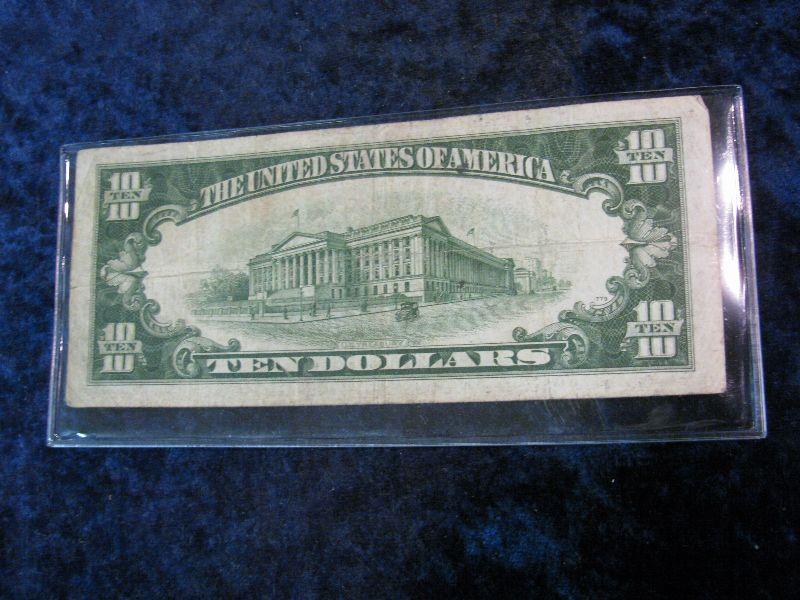 THE UNITED STATES OF AMERICA
10 TEN 10
10 TEN 10
10 TEN 10
10 TEN 10
U.S. TREASURY
TEN DOLLARS